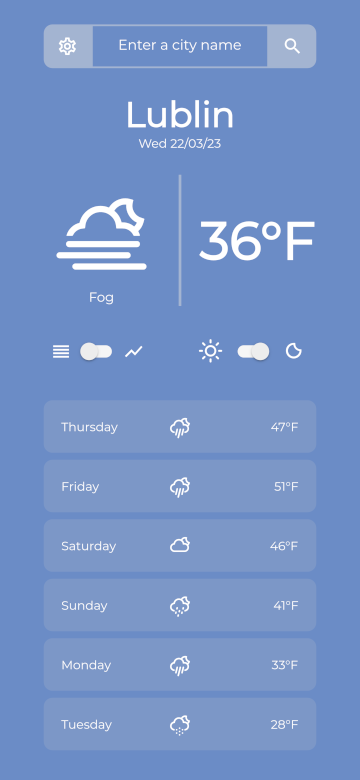 Enter a city name
Lublin
Wed 22/03/23
36°F
Fog
Thursday 47°F
Friday 51°F
Saturday 46°F
Sunday 41°F
Monday 33°F
Tuesday 28°F